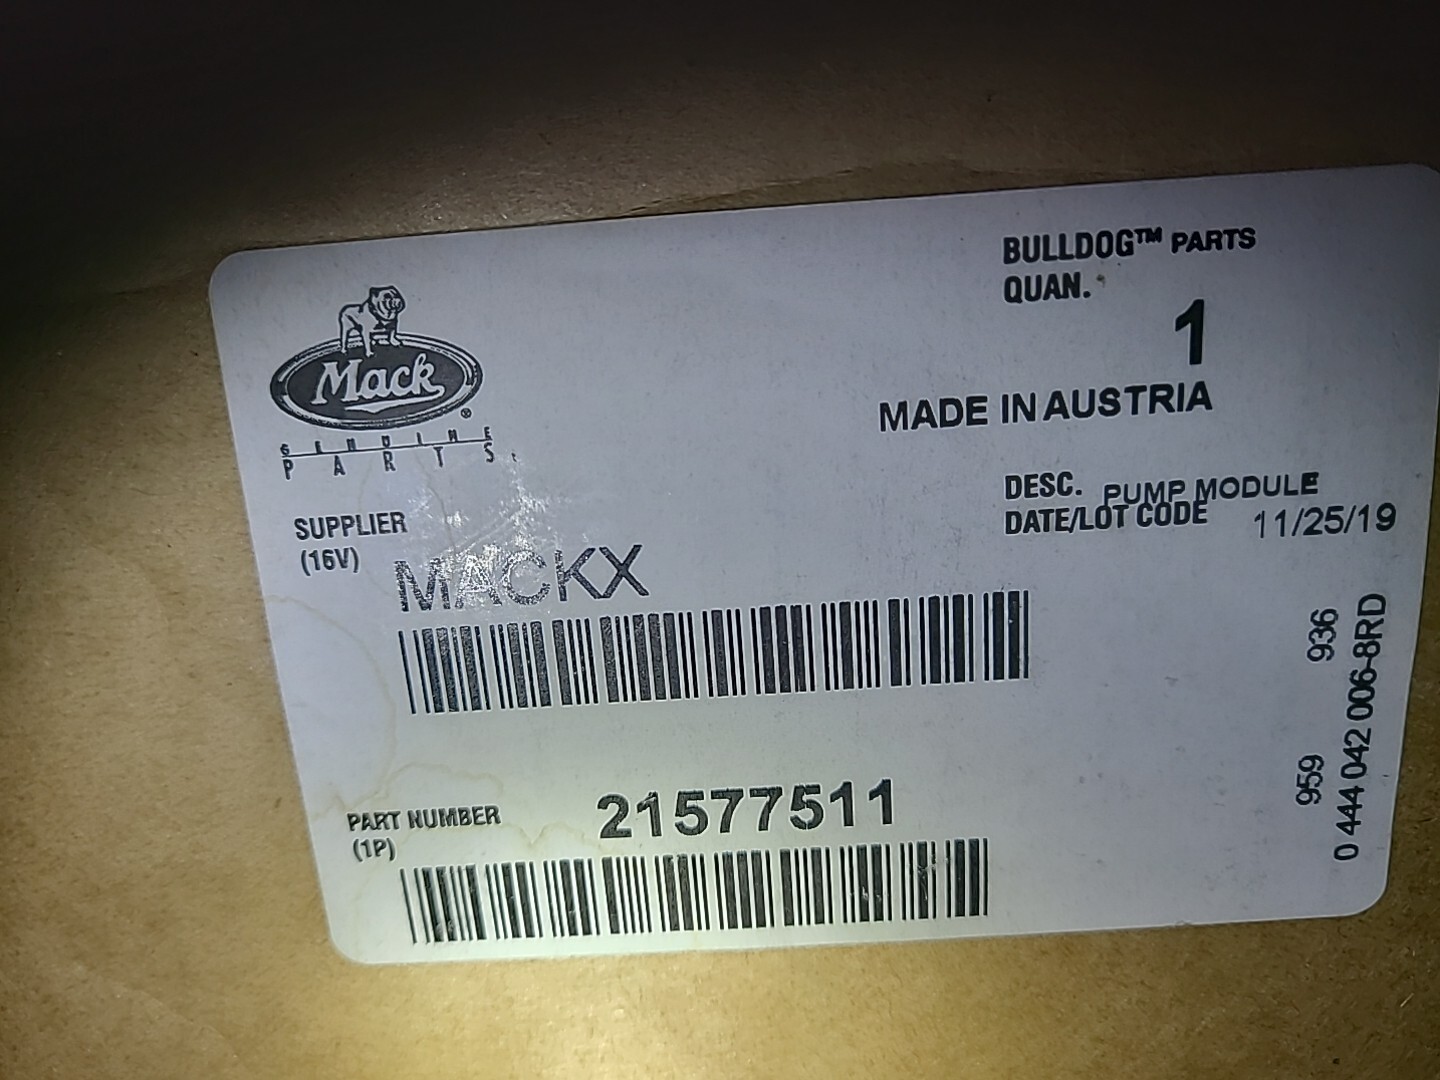 BULLDOG™ PARTS
QUAN.
1
Mack®
GENUINE
PARTS
MADE IN AUSTRIA
DESC. PUMP MODULE
DATE/LOT CODE 11/25/19
SUPPLIER
(16V)
MACKX
PART NUMBER
(1P)
21577511
959 936
0 444 042 006-8RD